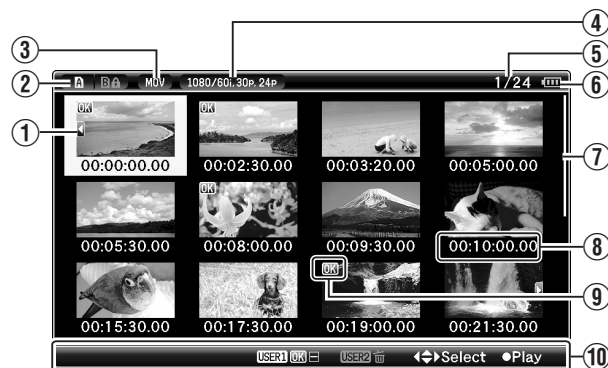 ④
③ ⑤
② A B A MOV 1080/60i.30p.24p 1/24 ⑥
① OK OK ⑦
00:00:00.00 00:02:30.00 00:03:20.00 00:05:00.00
OK
00:05:30.00 00:08:00.00 00:09:30.00 00:10:00.00 ⑧
OK ⑨
00:15:30.00 00:17:30.00 00:19:00.00 00:21:30.00
USER1 OK USER2 Select ●Play ⑩